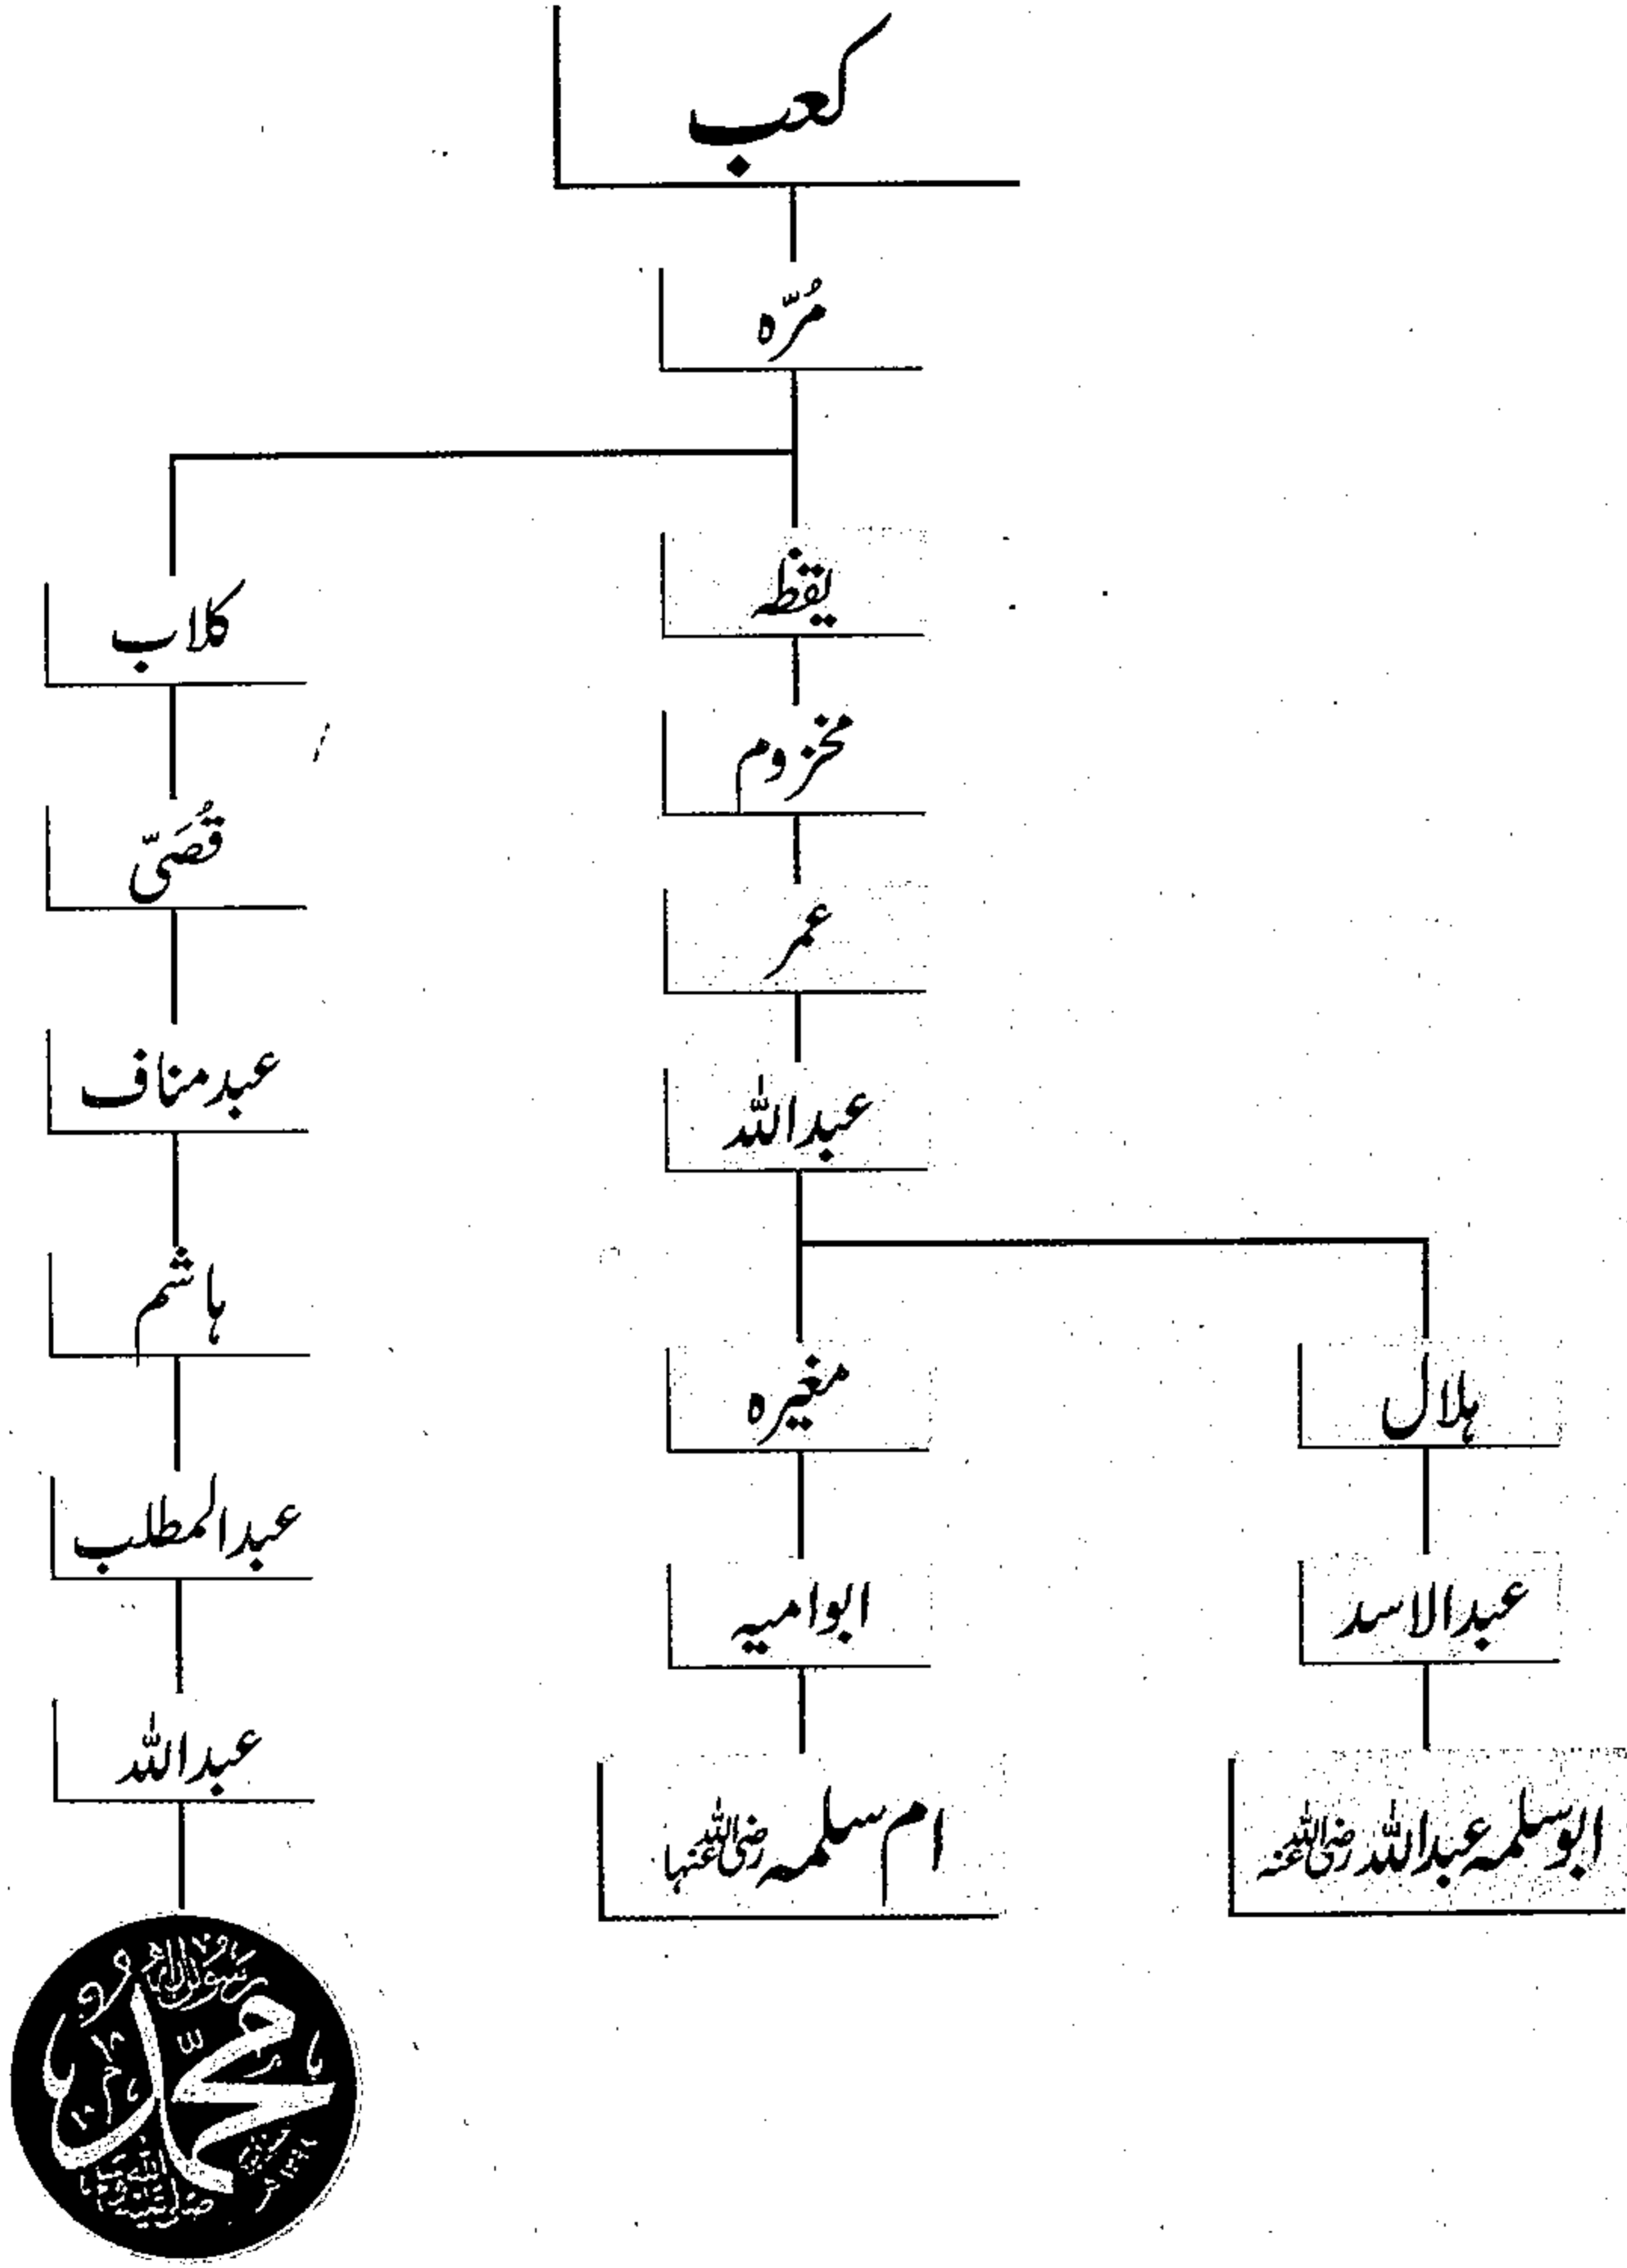 کعب
مُرّہ
یقظہ
کلاب
مخزوم
قُصَیّ
عمر
عبدمناف
عبداللہ
ہاشم
مغیرہ
ہلال
عبدالمطلب
ابوامیہ
عبدالاسد
عبداللہ
ام سلمہ رضی اللہ عنہا
ابوسلمہ عبداللہ رضی اللہ عنہ
محمد